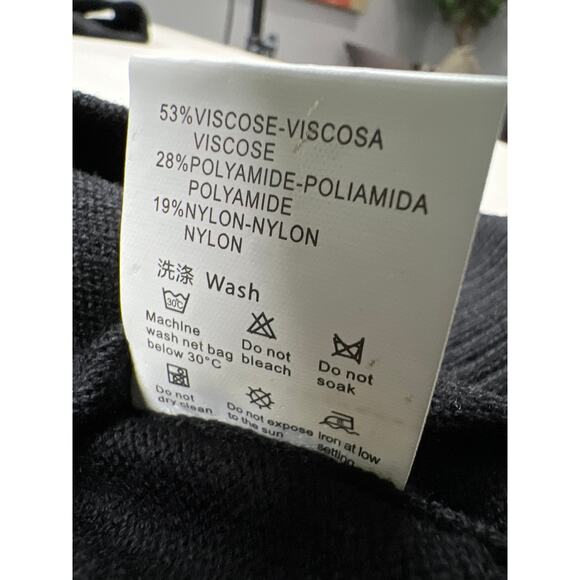 53%VISCOSE-VISCOSA
VISCOSE
28%POLYAMIDE-POLIAMIDA
POLYAMIDE
19%NYLON-NYLON
NYLON
洗涤 Wash
30C
Machine
wash net bag
below 30°C
Do not
bleach
Do not
soak
Do not
dry clean
Do not expose
to the sun
Iron at low
setting